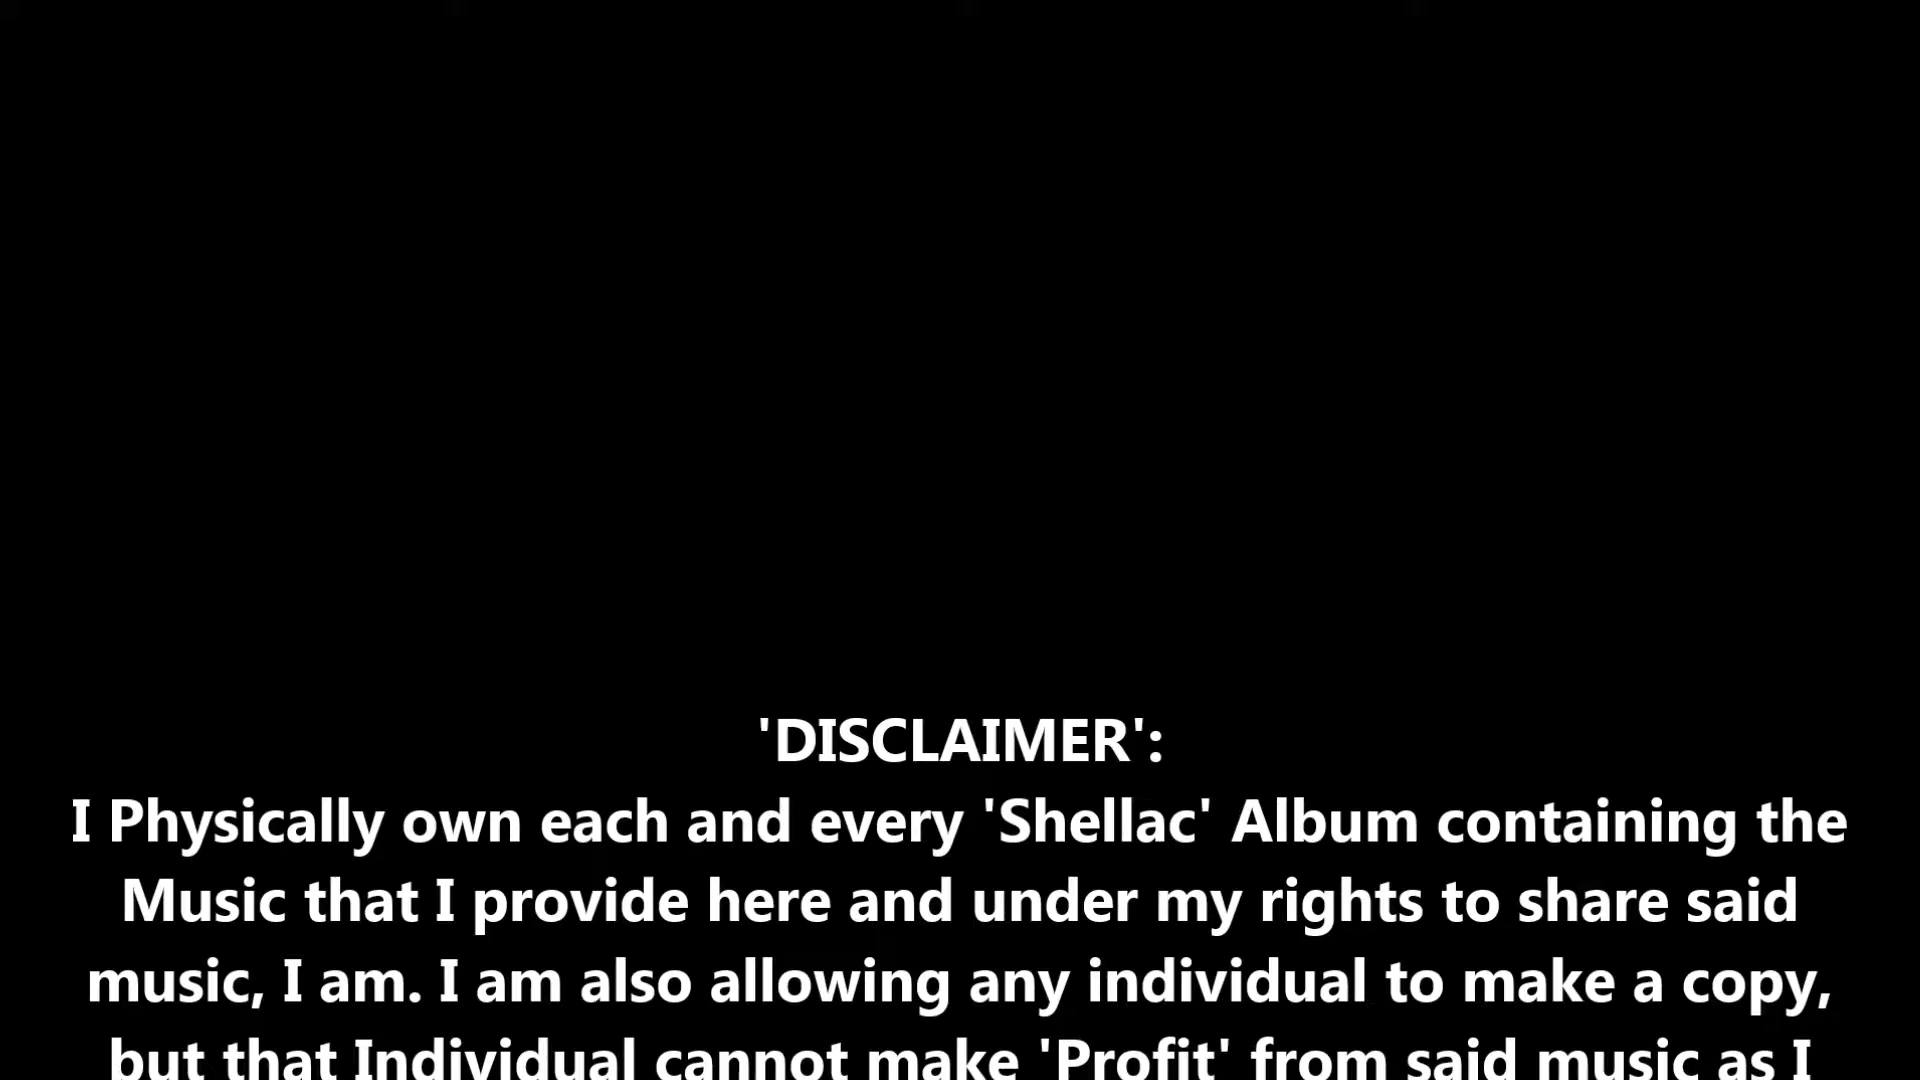 'DISCLAIMER':
I Physically own each and every 'Shellac' Album containing the
Music that I provide here and under my rights to share said
music, I am. I am also allowing any individual to make a copy,
but that Individual cannot make 'Profit' from said music as I